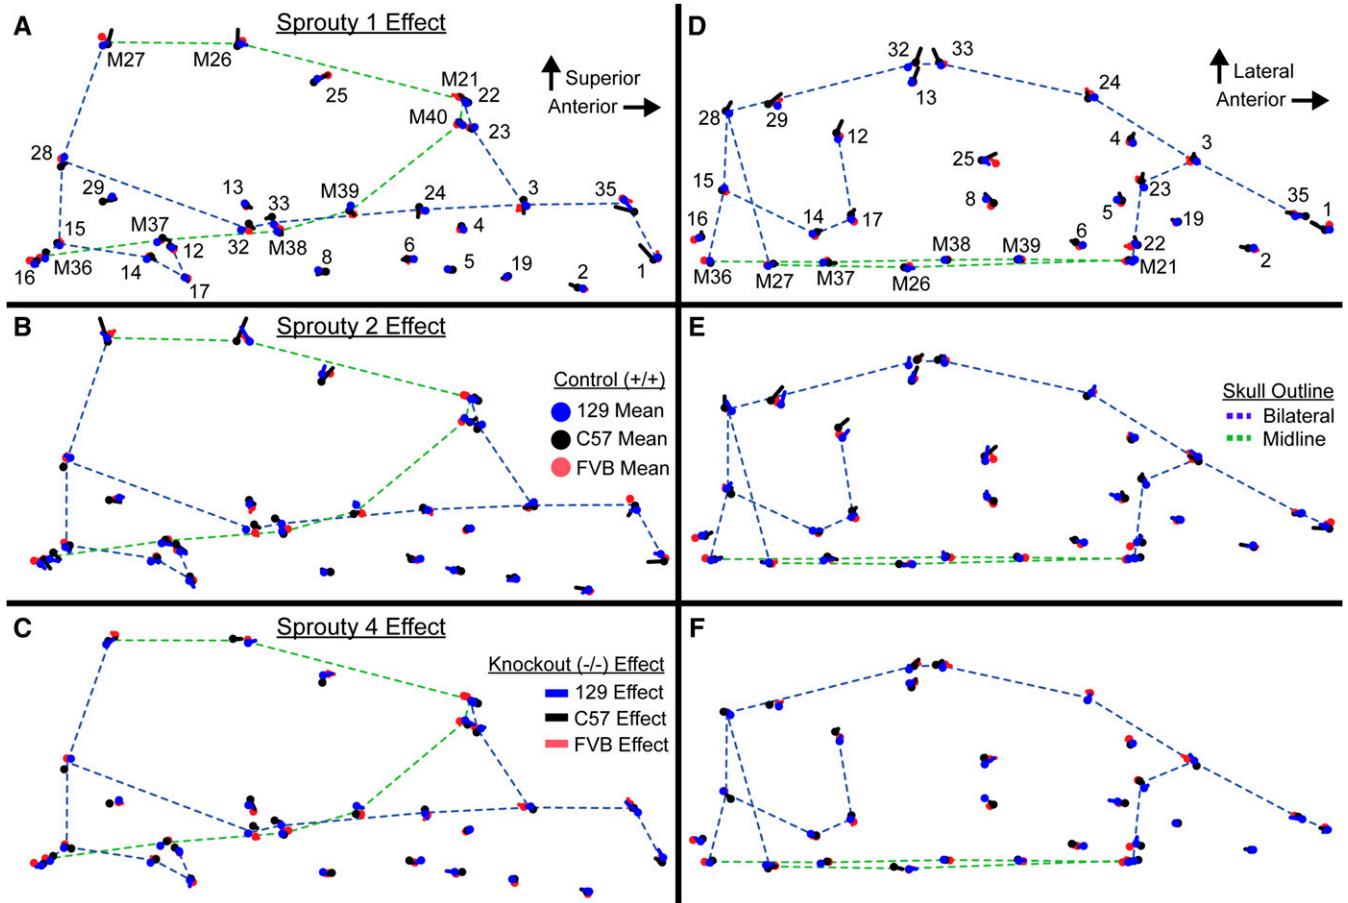 A
Sprouty 1 Effect
M27
M26
25
M21
22
M40
23
Superior
Anterior
28
29
13
33
M39
24
3
35
15
M37
12
32
M38
4
16
M36
14
17
8
6
5
19
2
1
D
32
33
13
24
Lateral
Anterior
28
29
12
4
3
25
23
15
8
5
35
1
16
14
17
19
6
22
2
M36
M27
M37
M26
M38
M39
M21
B
Sprouty 2 Effect
Control (+/+)
129 Mean
C57 Mean
FVB Mean
E
Skull Outline
Bilateral
Midline
C
Sprouty 4 Effect
Knockout (-/-) Effect
129 Effect
C57 Effect
FVB Effect
F